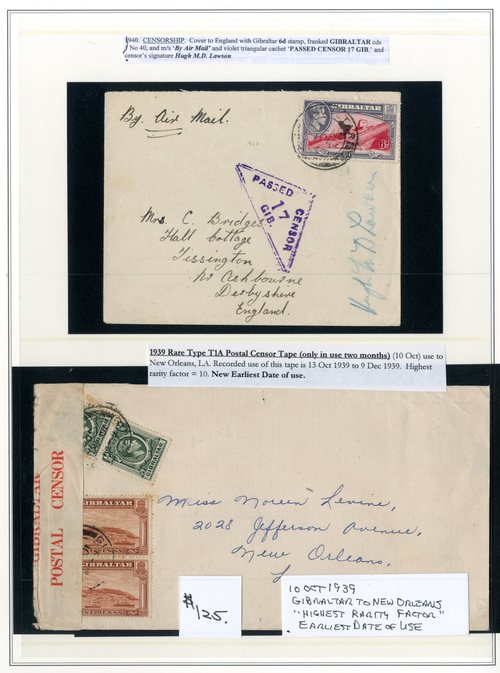 1940. CENSORSHIP. Cover to England with Gibraltar 6d stamp, franked GIBRALTAR cds
No 40, and m/s 'By Air Mail' and violet triangular cachet 'PASSED CENSOR 17 GIB.' and
censor's signature Hugh M.D. Lawson
By Air Mail.
GIBRALTAR
6D
PASSED
CENSOR
17
GIB.
Mrs. C. Bridges
Hall Cottage
Tissington
Nr Ashbourne
Derbyshire
England.
1939 Rare Type T1A Postal Censor Tape (only in use two months) (10 Oct) use to
New Orleans, LA. Recorded use of this tape is 13 Oct 1939 to 9 Dec 1939. Highest
rarity factor = 10. New Earliest Date of use.
GIBRALTAR
POSTAL CENSOR
GIBRALTAR
GIBRALTAR
GIBRALTAR
Miss Noreen Levine,
2028 Jefferson Avenue,
New Orleans,
L
$125.
10 OCT 1939
GIBRALTAR TO NEW ORLEANS
"HIGHEST RARITY FACTOR"
EARLIEST DATE OF USE